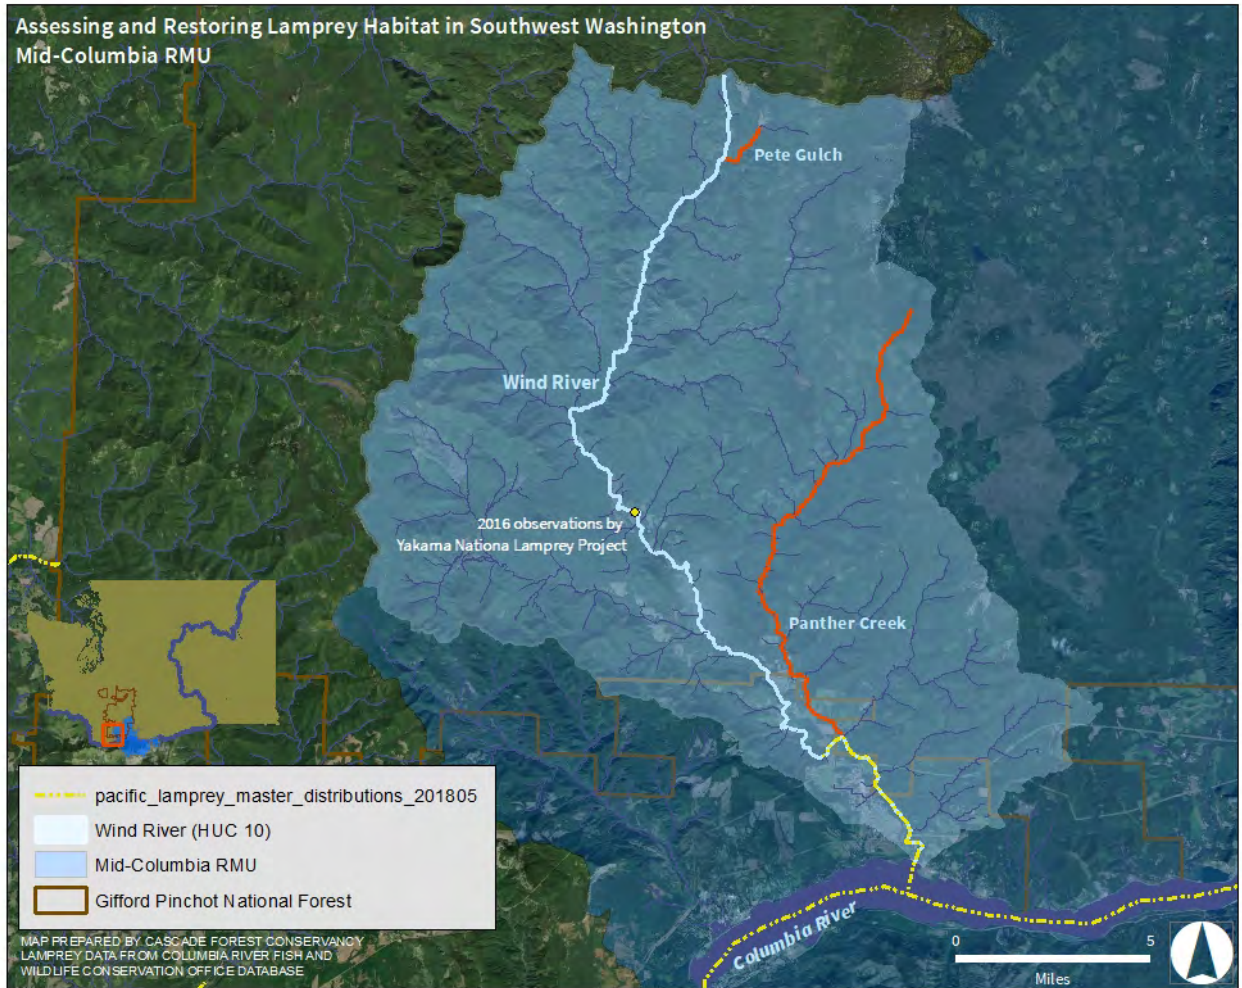 Assessing and Restoring Lamprey Habitat in Southwest Washington
Mid-Columbia RMU
Pete Gulch
Wind River
2016 observations by
Yakama Nationa Lamprey Project
Panther Creek
pacific_lamprey_master_distributions_201805
Wind River (HUC 10)
Mid-Columbia RMU
Gifford Pinchot National Forest
MAP PREPARED BY CASCADE FOREST CONSERVANCY
LAMPREY DATA FROM COLUMBIA RIVER FISH AND
WILDLIFE CONSERVATION OFFICE DATABASE
Columbia River
0 5
Miles